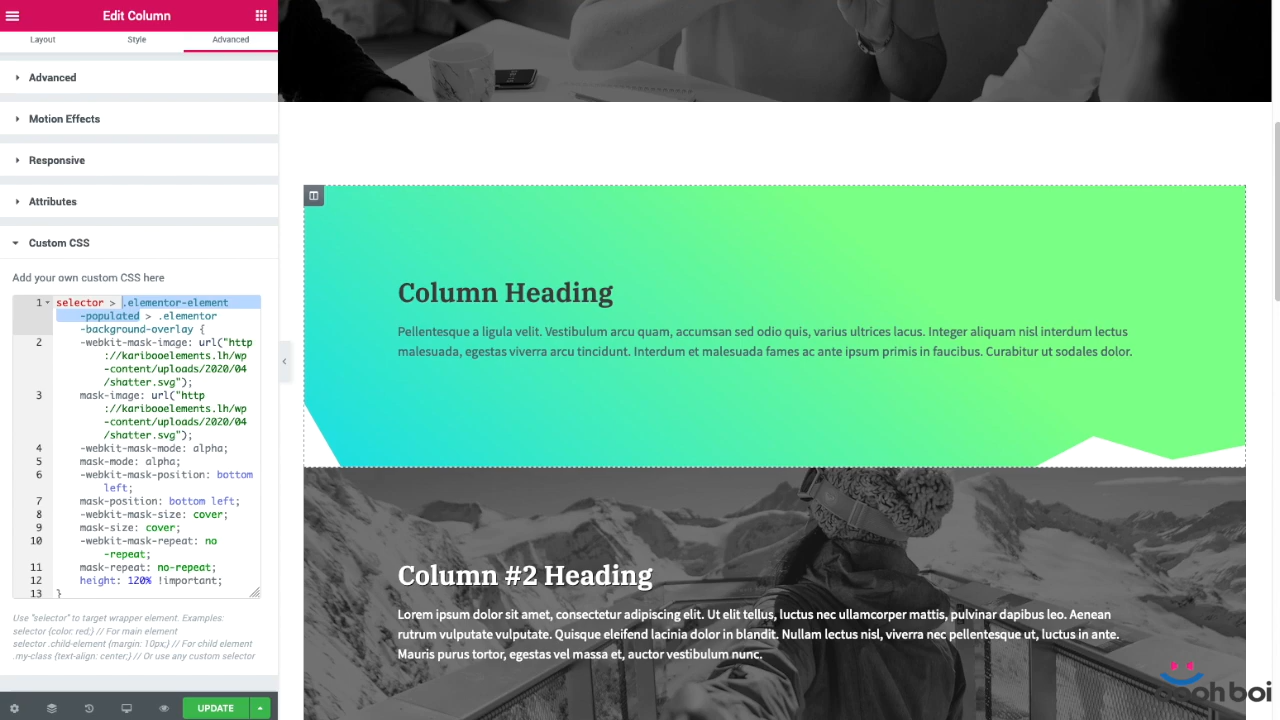 Edit Column
Layout Style Advanced
Advanced
Motion Effects
Responsive
Attributes
Custom CSS
Add your own custom CSS here
1 selector > .elementor-element
-populated > .elementor
-background-overlay {
2 -webkit-mask-image: url("http
://karibooelements.lh/wp
-content/uploads/2020/04
/shatter.svg");
3 mask-image: url("http
://karibooelements.lh/wp
-content/uploads/2020/04
/shatter.svg");
4 -webkit-mask-mode: alpha;
5 mask-mode: alpha;
6 -webkit-mask-position: bottom
left;
7 mask-position: bottom left;
8 -webkit-mask-size: cover;
9 mask-size: cover;
10 -webkit-mask-repeat: no
-repeat;
11 mask-repeat: no-repeat;
12 height: 120% !important;
13 }
Use "selector" to target wrapper element. Examples:
selector {color: red;} // For main element
selector .child-element {margin: 10px;} // For child element
.my-class {text-align: center;} // Or use any custom selector
UPDATE
Column Heading
Pellentesque a ligula velit. Vestibulum arcu quam, accumsan sed odio quis, varius ultrices lacus. Integer aliquam nisl interdum lectus
malesuada, egestas viverra arcu tincidunt. Interdum et malesuada fames ac ante ipsum primis in faucibus. Curabitur ut sodales dolor.
Column #2 Heading
Lorem ipsum dolor sit amet, consectetur adipiscing elit. Ut elit tellus, luctus nec ullamcorper mattis, pulvinar dapibus leo. Aenean
rutrum vulputate vulputate. Quisque eleifend lacinia dolor in blandit. Nullam lectus nisl, viverra nec pellentesque ut, luctus in ante.
Mauris purus tortor, egestas vel massa et, auctor vestibulum nunc.
boi